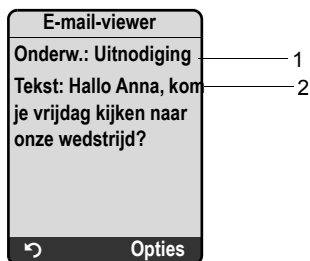 E-mail-viewer
Onderw.: Uitnodiging
1
Tekst: Hallo Anna, kom
2
je vrijdag kijken naar
onze wedstrijd?
Opties